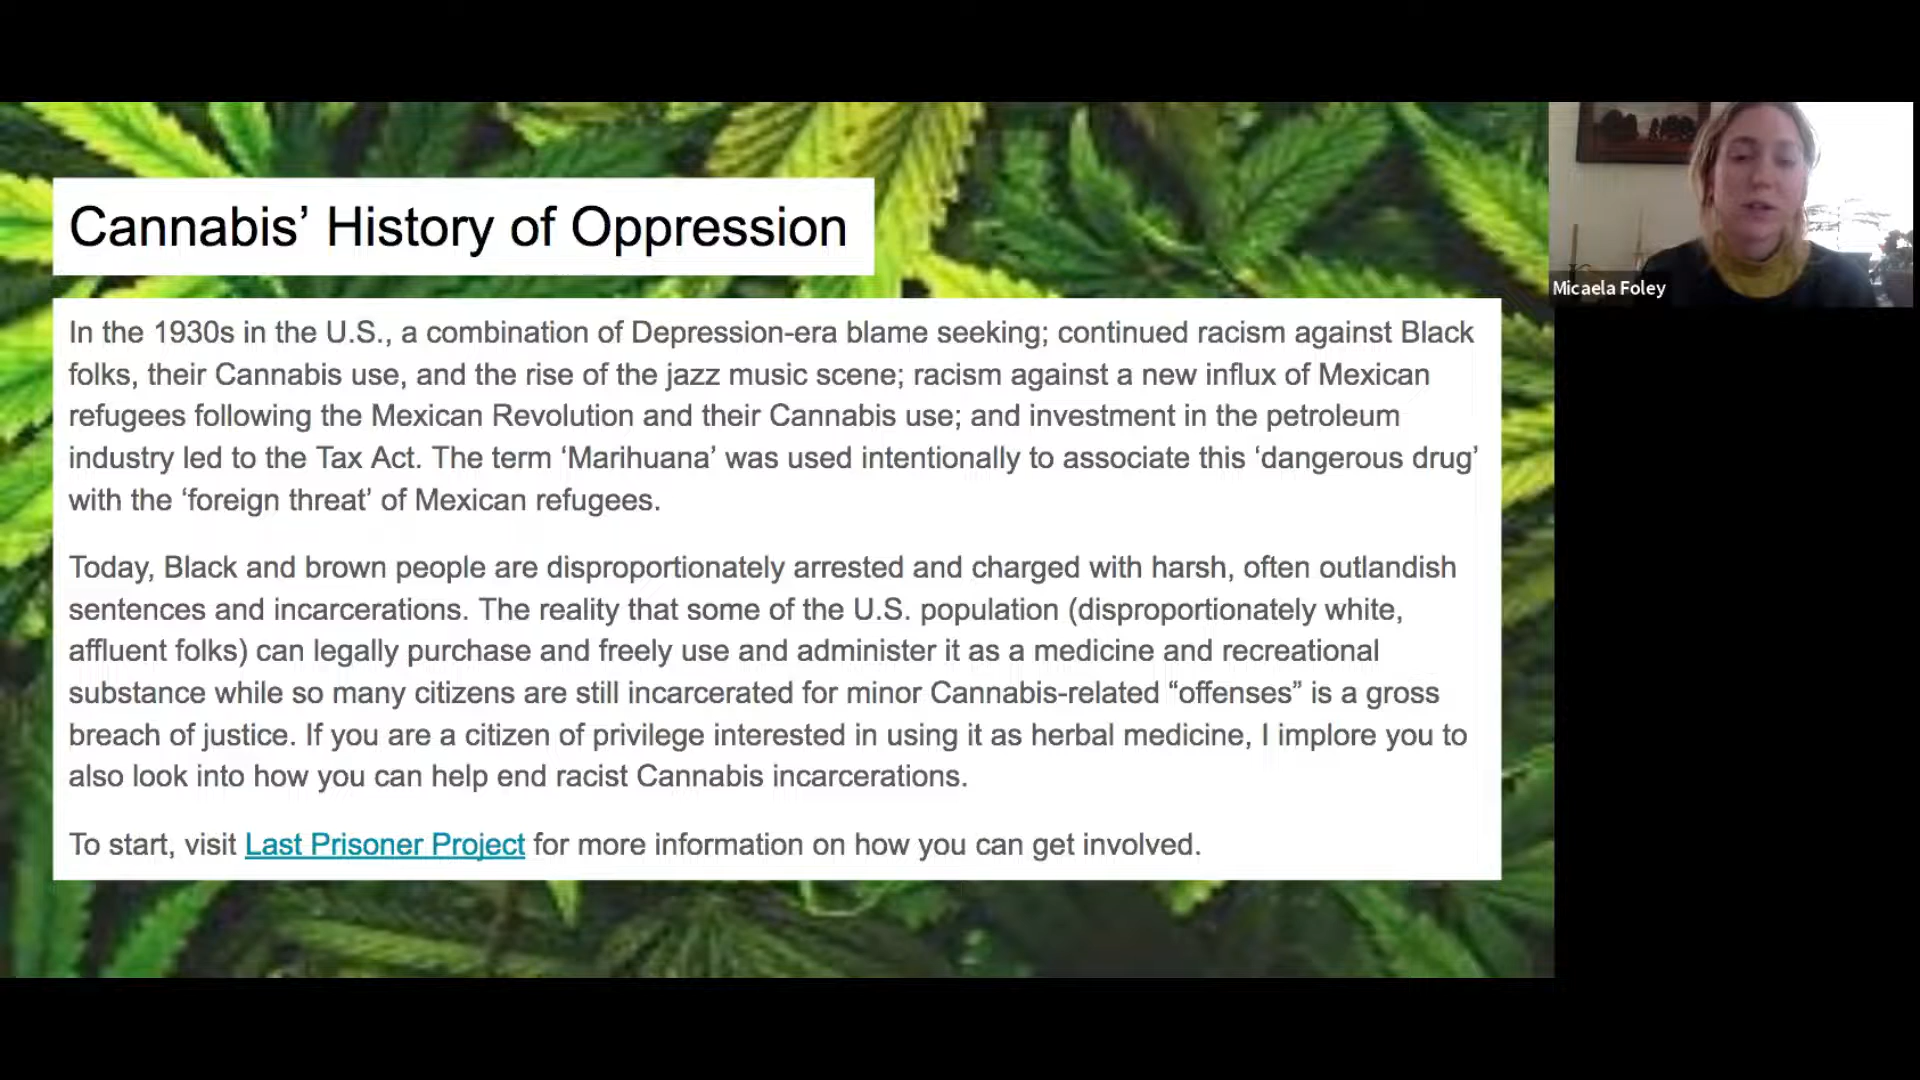 Cannabis’ History of Oppression
In the 1930s in the U.S., a combination of Depression-era blame seeking; continued racism against Black
folks, their Cannabis use, and the rise of the jazz music scene; racism against a new influx of Mexican
refugees following the Mexican Revolution and their Cannabis use; and investment in the petroleum
industry led to the Tax Act. The term ‘Marihuana’ was used intentionally to associate this ‘dangerous drug’
with the ‘foreign threat’ of Mexican refugees.
Today, Black and brown people are disproportionately arrested and charged with harsh, often outlandish
sentences and incarcerations. The reality that some of the U.S. population (disproportionately white,
affluent folks) can legally purchase and freely use and administer it as a medicine and recreational
substance while so many citizens are still incarcerated for minor Cannabis-related “offenses” is a gross
breach of justice. If you are a citizen of privilege interested in using it as herbal medicine, I implore you to
also look into how you can help end racist Cannabis incarcerations.
To start, visit Last Prisoner Project for more information on how you can get involved.
Micaela Foley